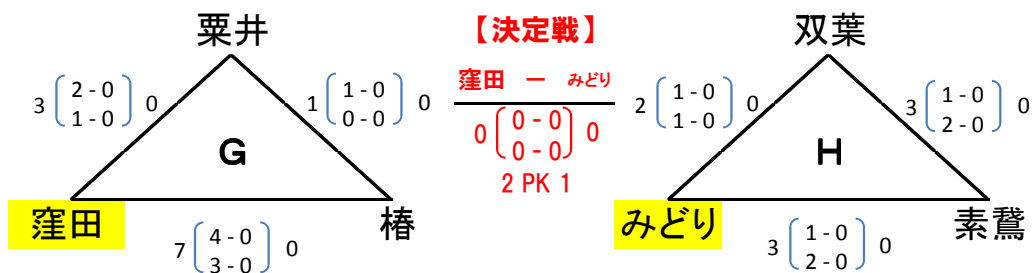 粟井
【決定戦】
双葉
窪田 ー みどり
3 2-0 0
1-0
1 1-0 0
0-0
0 0-0 0
0-0
2 PK 1
2 1-0 0
1-0
3 1-0 0
2-0
G
H
窪田
椿
みどり
素鵞
7 4-0 0
3-0
3 1-0 0
2-0